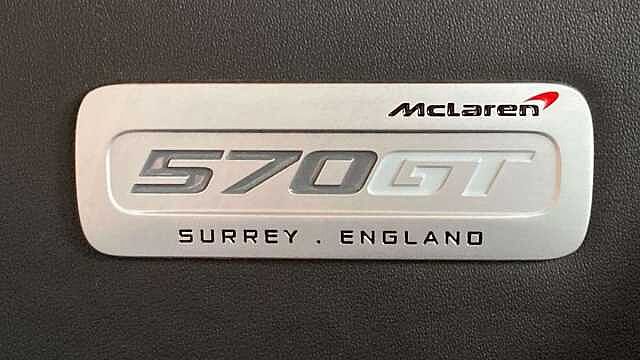 McLaren
570GT
SURREY . ENGLAND